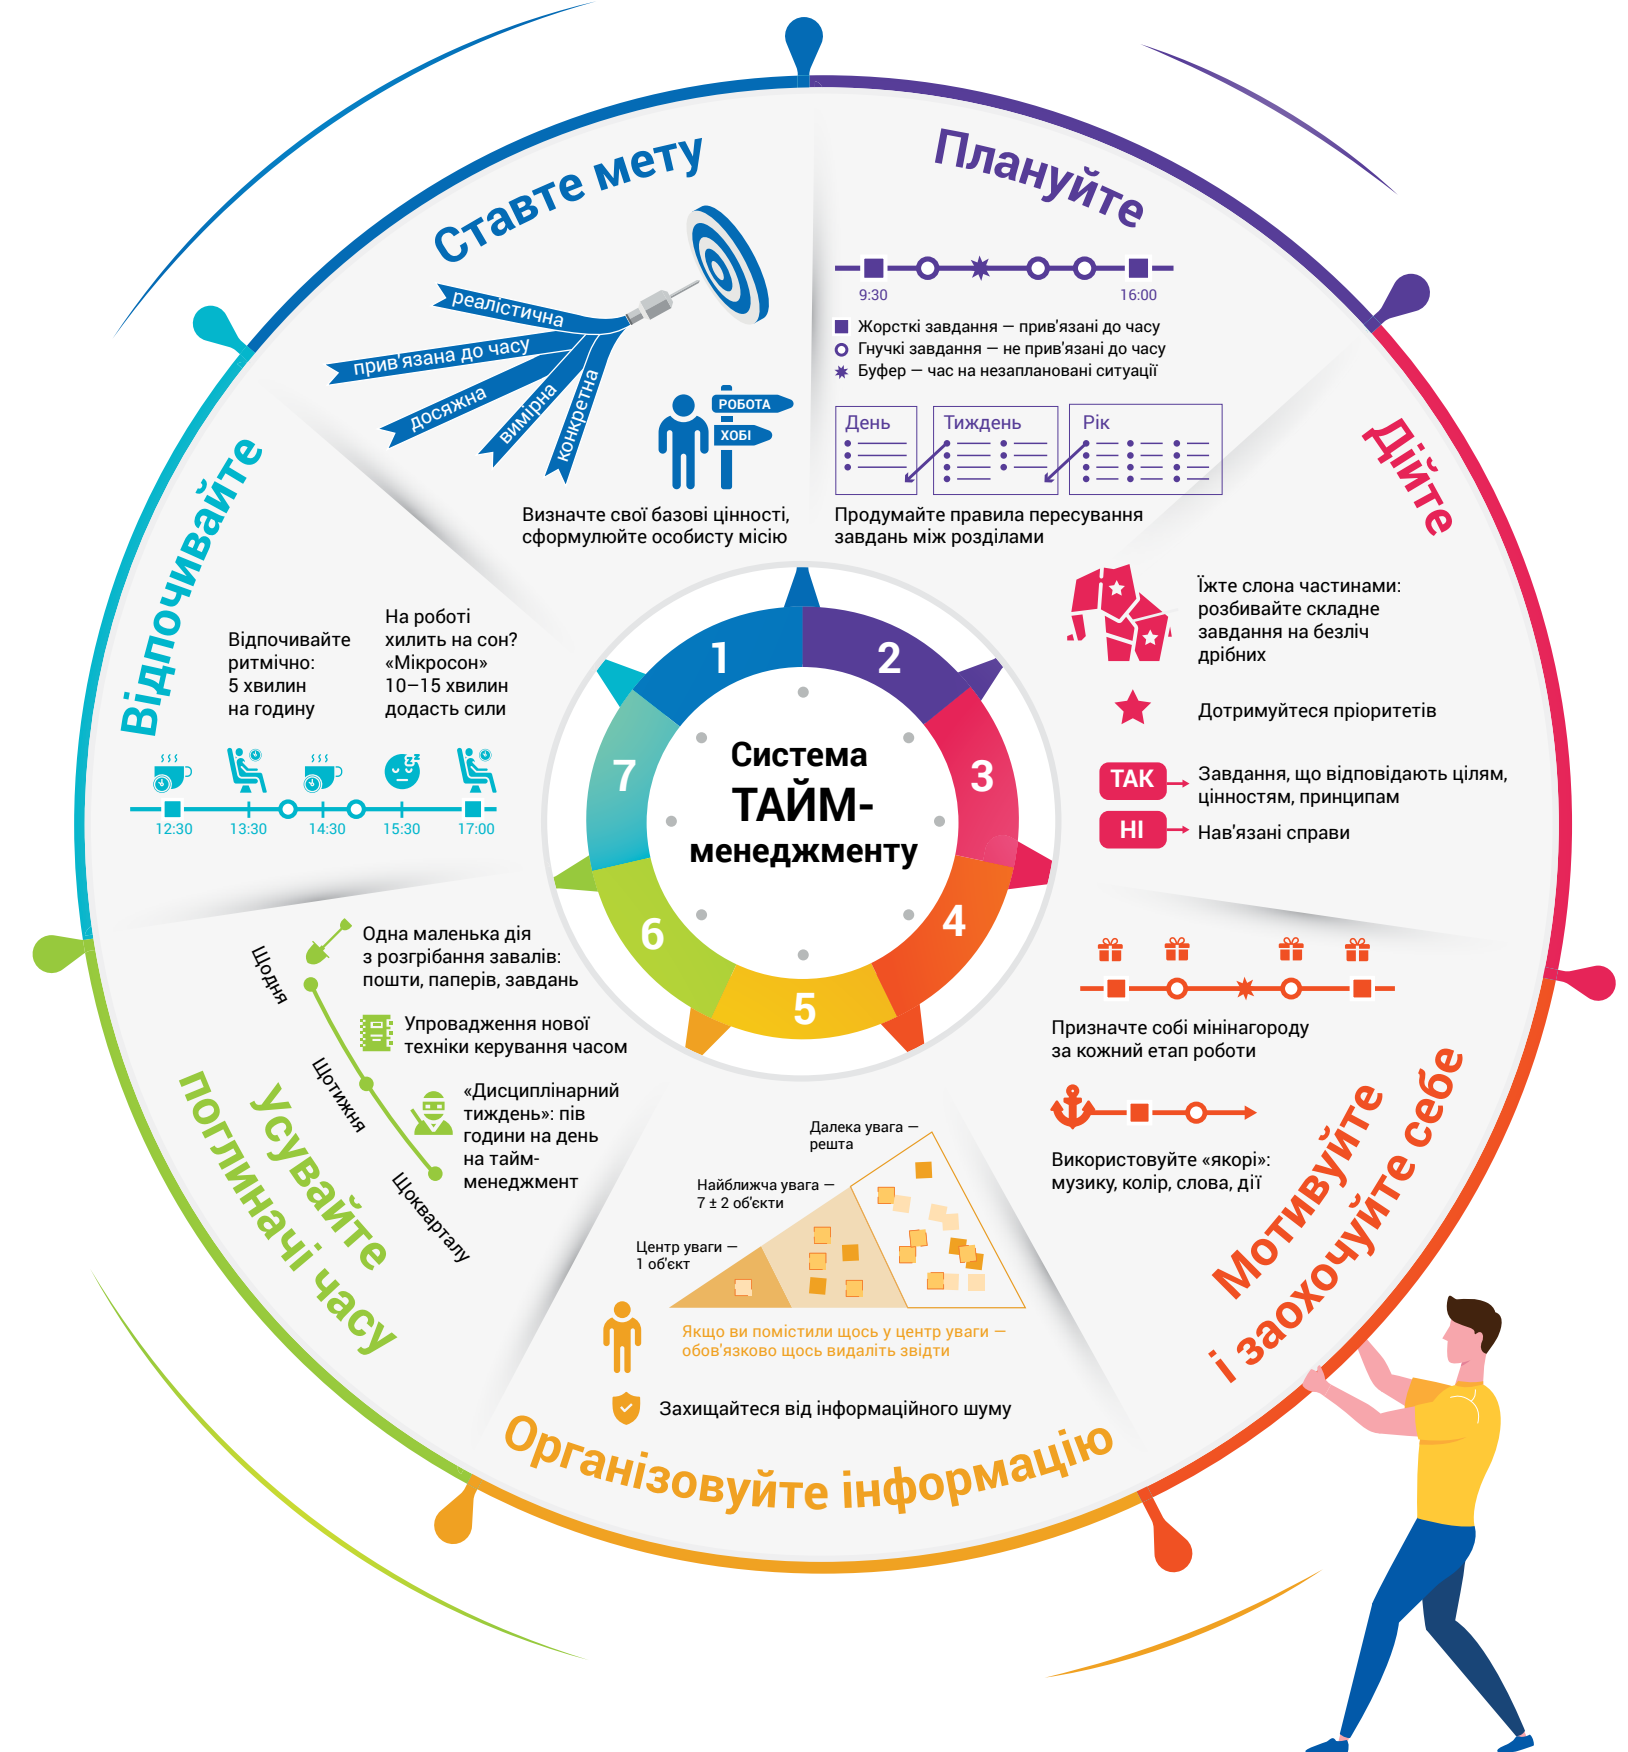 Система
ТАЙМ-
менеджменту
1
Ставте мету
реалістична
прив'язана до часу
досяжна
вимірна
конкретна
РОБОТА
ХОБІ
Визначте свої базові цінності,
сформулюйте особисту місію
2
Плануйте
9:30
16:00
Жорсткі завдання — прив'язані до часу
Гнучкі завдання — не прив'язані до часу
Буфер — час на незаплановані ситуації
День
Тиждень
Рік
Продумайте правила пересування
завдань між розділами
3
Дійте
Їжте слона частинами:
розбивайте складне
завдання на безліч
дрібних
Дотримуйтеся пріоритетів
ТАК
Завдання, що відповідають цілям,
цінностям, принципам
НІ
Нав'язані справи
4
Мотивуйте
і заохочуйте себе
Призначте собі мінінагороду
за кожний етап роботи
Використовуйте «якорі»:
музику, колір, слова, дії
5
Організовуйте інформацію
Далека увага —
решта
Найближча увага —
7 ± 2 об'єкти
Центр уваги —
1 об'єкт
Якщо ви помістили щось у центр уваги —
обов'язково щось видаліть звідти
Захищайтеся від інформаційного шуму
6
Усувайте
поглиначі часу
Щодня
Одна маленька дія
з розгрібання завалів:
пошти, паперів, завдань
Щотижня
Упровадження нової
техніки керування часом
Щокварталу
«Дисциплінарний
тиждень»: пів
години на день
на тайм-
менеджмент
7
Відпочивайте
Відпочивайте
ритмічно:
5 хвилин
на годину
На роботі
хилить на сон?
«Мікросон»
10–15 хвилин
додасть сили
zzz
12:30
13:30
14:30
15:30
17:00